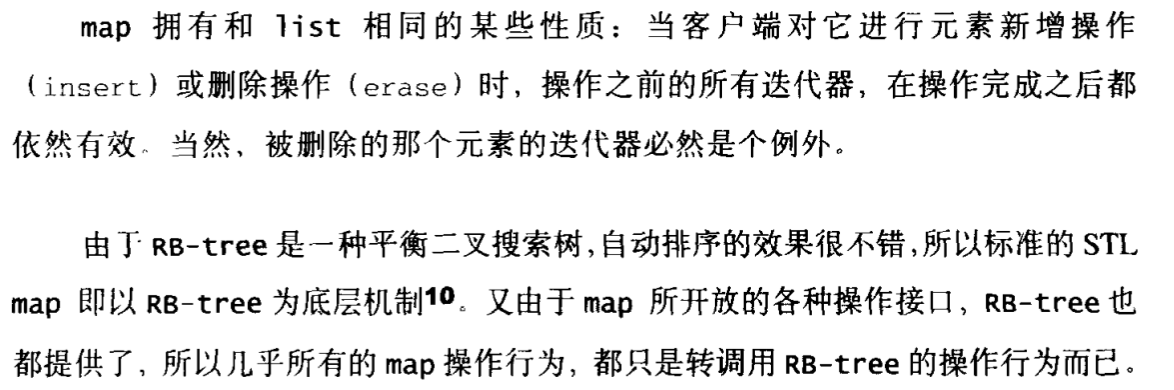 map 拥有和 list 相同的某些性质：当客户端对它进行元素新增操作
（insert）或删除操作（erase）时，操作之前的所有迭代器，在操作完成之后都
依然有效。当然，被删除的那个元素的迭代器必然是个例外。
由于 RB-tree 是一种平衡二叉搜索树，自动排序的效果很不错，所以标准的 STL
map 即以 RB-tree 为底层机制10。又由于 map 所开放的各种操作接口，RB-tree 也
都提供了，所以几乎所有的 map 操作行为，都只是转调用 RB-tree 的操作行为而已。